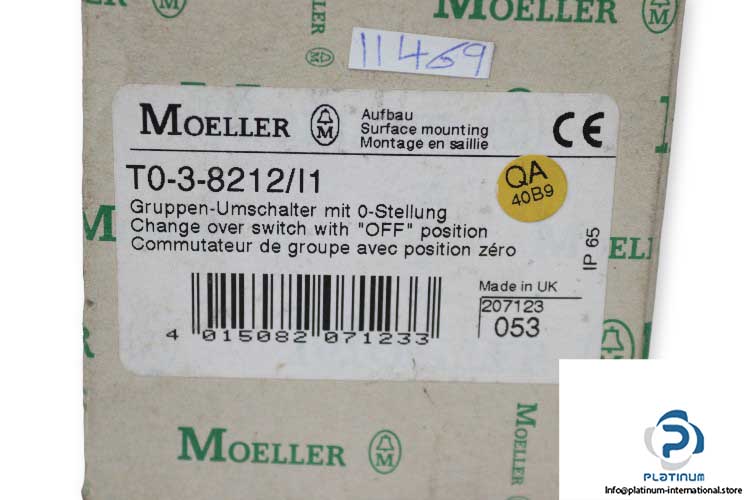 MOELLER
11469
MOELLER
M
Aufbau
Surface mounting
Montage en saillie
CE
T0-3-8212/I1
QA
40B9
Gruppen-Umschalter mit 0-Stellung
Change over switch with "OFF" position
Commutateur de groupe avec position zéro
IP 65
4 015082 071233
Made in UK
207123
053
MOELLER
M
MOELLER
PLATINUM
Info@platinum-international.store